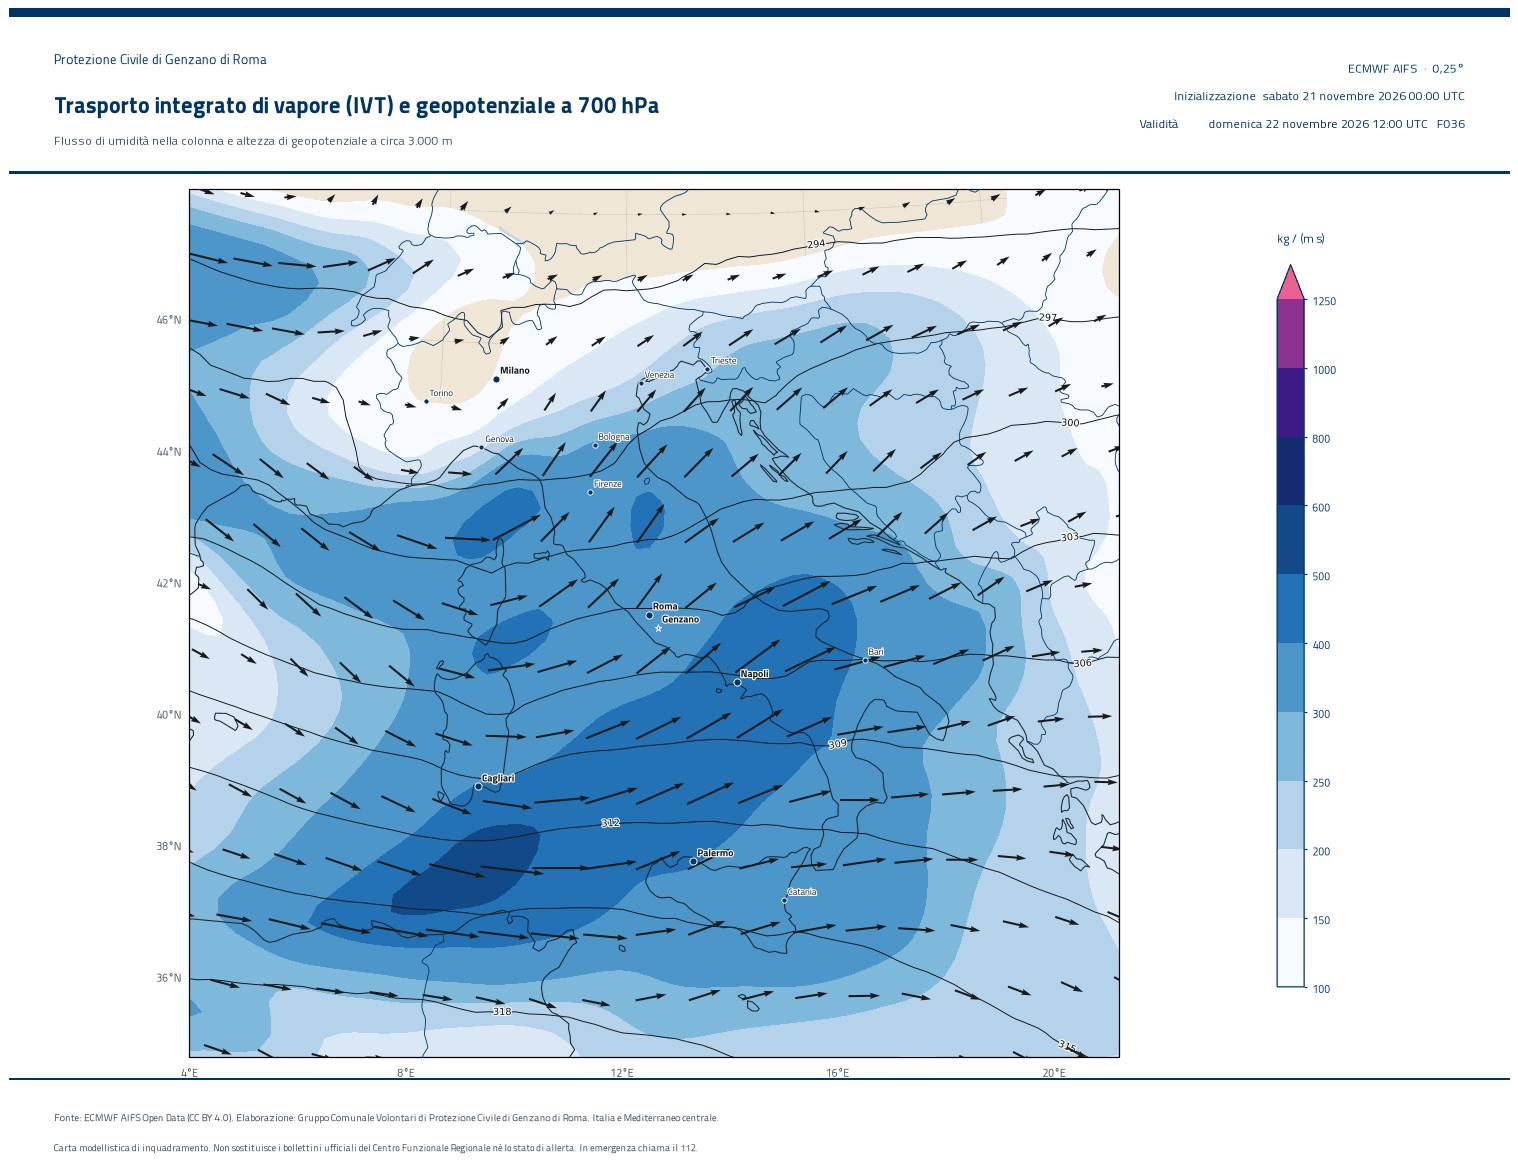 Protezione Civile di Genzano di Roma
Trasporto integrato di vapore (IVT) e geopotenziale a 700 hPa
Flusso di umidità nella colonna e altezza di geopotenziale a circa 3.000 m
ECMWF AIFS · 0,25°
Inizializzazione sabato 21 novembre 2026 00:00 UTC
Validità domenica 22 novembre 2026 12:00 UTC F036
kg / (m s)
1250
1000
800
600
500
400
300
250
200
150
100
46°N
44°N
42°N
40°N
38°N
36°N
4°E
8°E
12°E
16°E
20°E
294
297
300
303
306
309
312
318
315
Milano
Torino
Venezia
Trieste
Genova
Bologna
Firenze
Roma
Genzano
Napoli
Bari
Cagliari
Palermo
Catania
Fonte: ECMWF AIFS Open Data (CC BY 4.0). Elaborazione: Gruppo Comunale Volontari di Protezione Civile di Genzano di Roma. Italia e Mediterraneo centrale.
Carta modellistica di inquadramento. Non sostituisce i bollettini ufficiali del Centro Funzionale Regionale né lo stato di allerta. In emergenza chiama il 112.